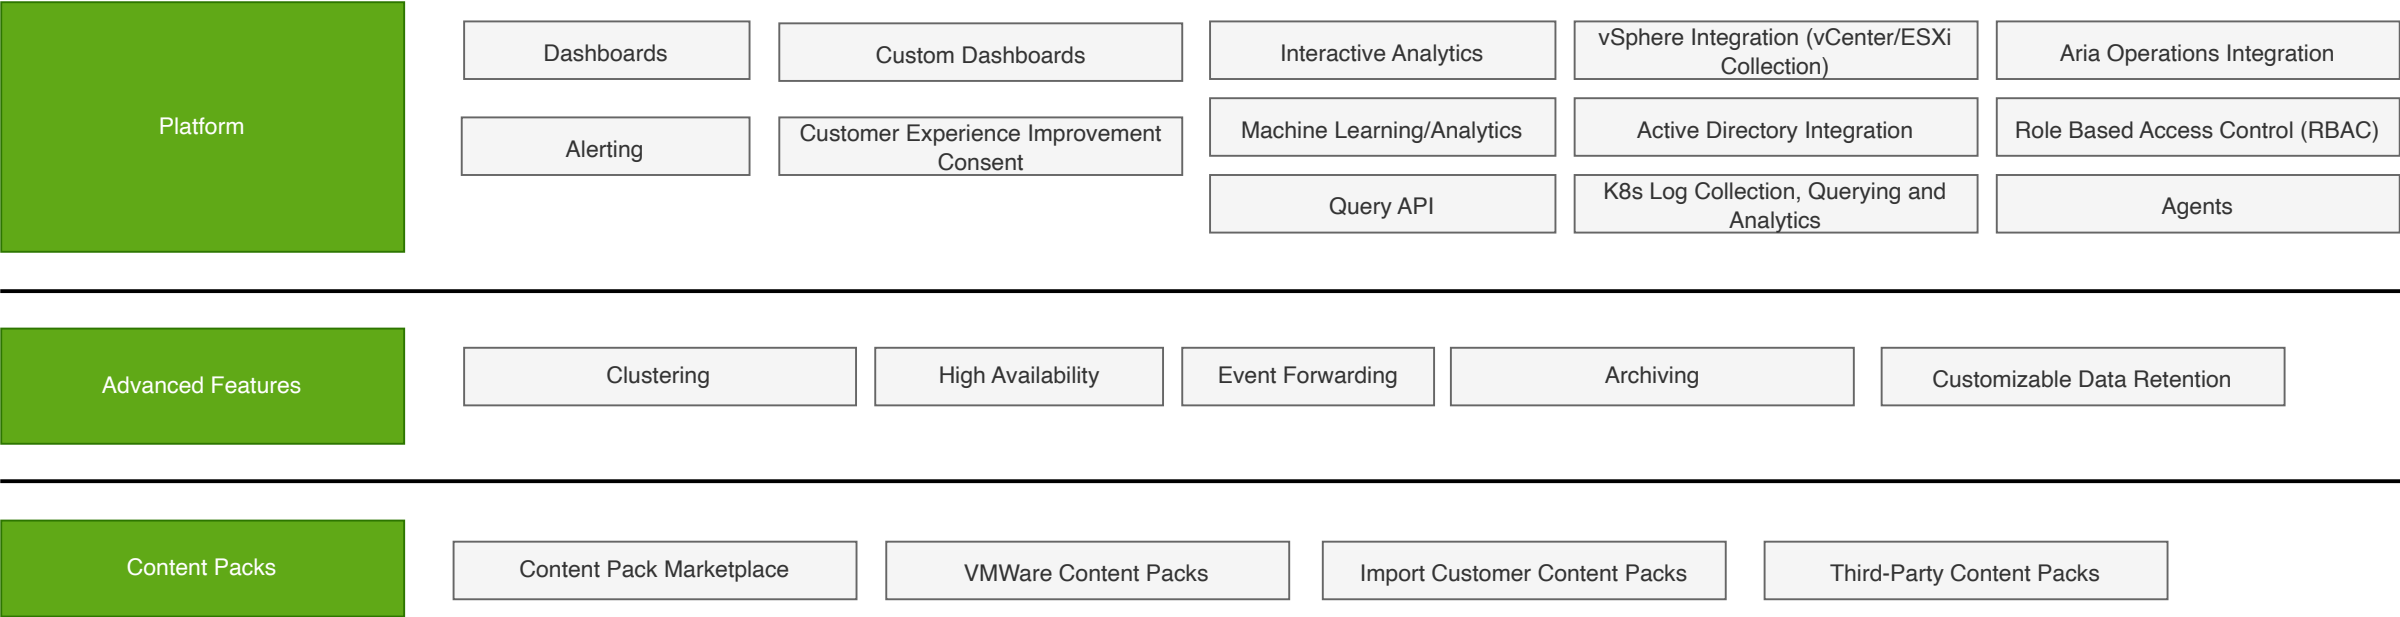 Platform
Dashboards
Custom Dashboards
Interactive Analytics
vSphere Integration (vCenter/ESXi
Collection)
Aria Operations Integration
Alerting
Customer Experience Improvement
Consent
Machine Learning/Analytics
Active Directory Integration
Role Based Access Control (RBAC)
Query API
K8s Log Collection, Querying and
Analytics
Agents
Advanced Features
Clustering
High Availability
Event Forwarding
Archiving
Customizable Data Retention
Content Packs
Content Pack Marketplace
VMWare Content Packs
Import Customer Content Packs
Third-Party Content Packs